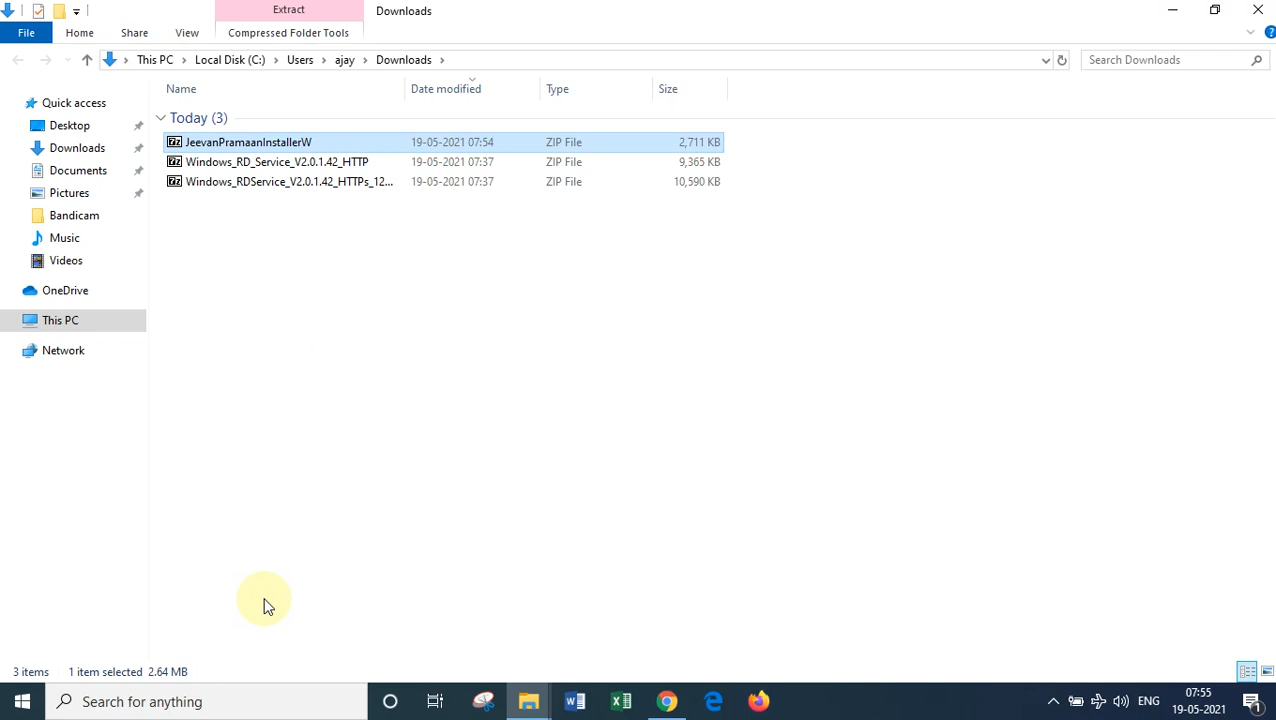 Extract
Downloads
File
Home
Share
View
Compressed Folder Tools
This PC
Local Disk (C:)
Users
ajay
Downloads
Search Downloads
Name
Date modified
Type
Size
Quick access
Desktop
Downloads
Documents
Pictures
Bandicam
Music
Videos
OneDrive
This PC
Network
Today (3)
JeevanPramaanInstallerW 19-05-2021 07:54 ZIP File 2,711 KB
Windows_RD_Service_V2.0.1.42_HTTP 19-05-2021 07:37 ZIP File 9,365 KB
Windows_RDService_V2.0.1.42_HTTPs_12... 19-05-2021 07:37 ZIP File 10,590 KB
3 items
1 item selected 2.64 MB
Search for anything
ENG
07:55
19-05-2021
1